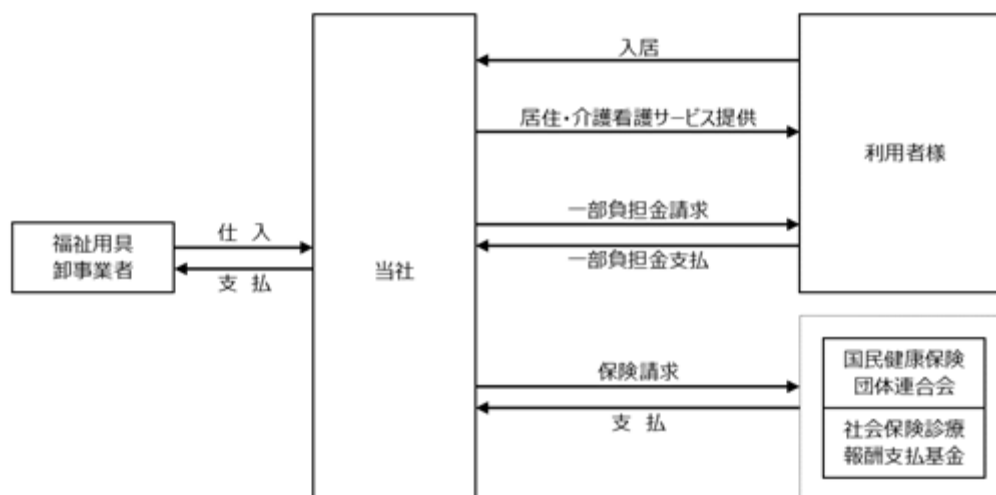 入居
居住・介護看護サービス提供
利用者様
一部負担金請求
一部負担金支払
福祉用具
卸事業者
仕 入
支 払
当社
保険請求
支 払
国民健康保険
団体連合会
社会保険診療
報酬支払基金